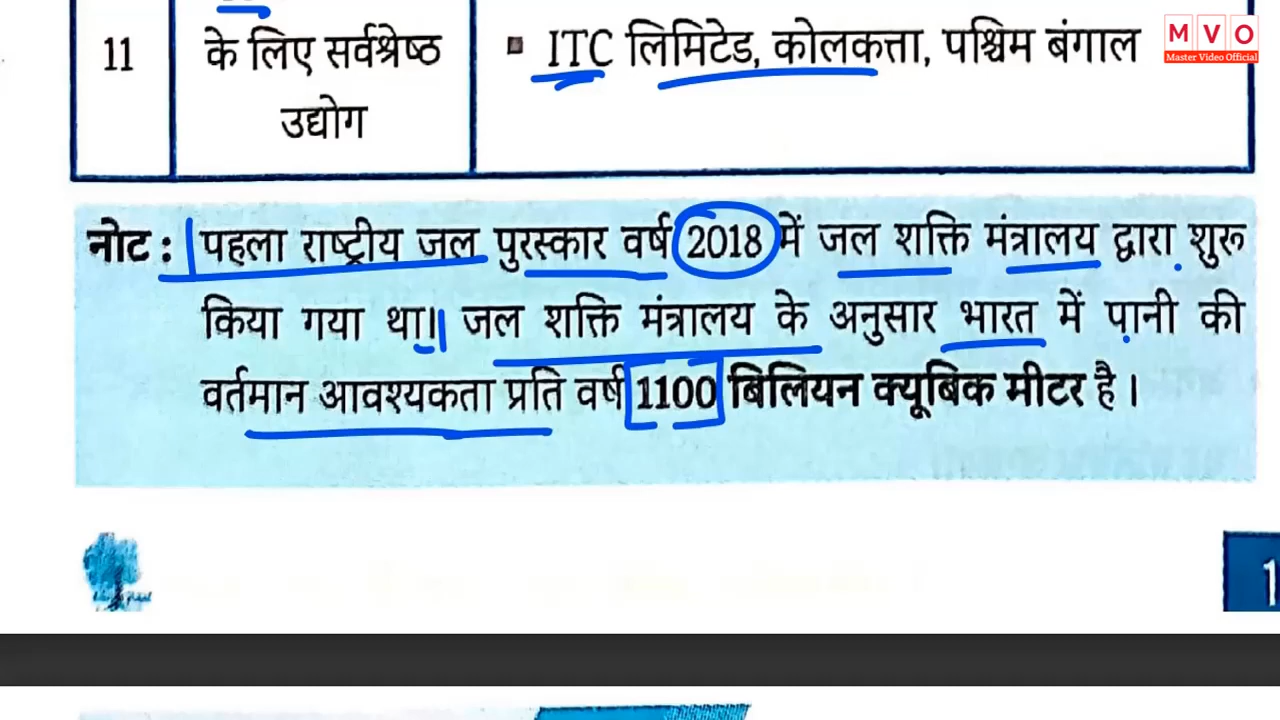 M V O
Master Video Official
11
के लिए सर्वश्रेष्ठ
उद्योग
▪ ITC लिमिटेड, कोलकत्ता, पश्चिम बंगाल
नोट : पहला राष्ट्रीय जल पुरस्कार वर्ष 2018 में जल शक्ति मंत्रालय द्वारा शुरू
किया गया था। जल शक्ति मंत्रालय के अनुसार भारत में पानी की
वर्तमान आवश्यकता प्रति वर्ष 1100 बिलियन क्यूबिक मीटर है ।